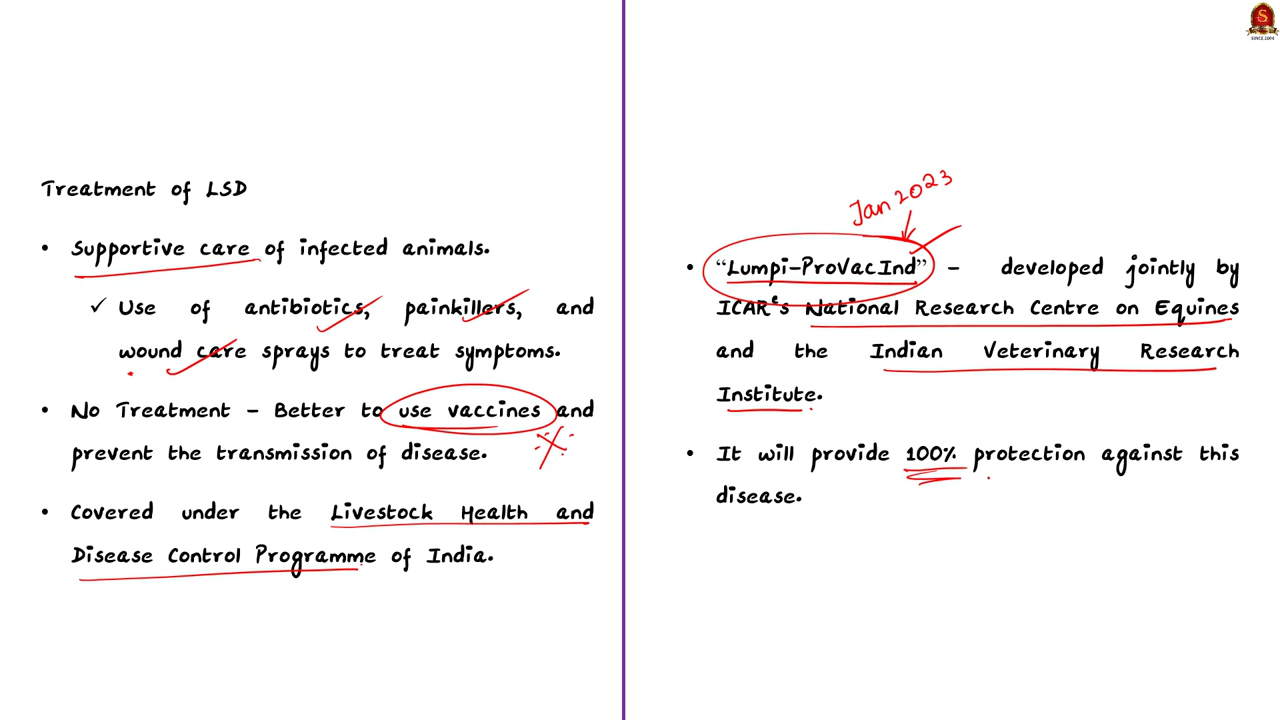 Treatment of LSD
• Supportive care of infected animals.
✓ Use of antibiotics, painkillers, and
wound care sprays to treat symptoms.
• No Treatment - Better to use vaccines and
prevent the transmission of disease.
• Covered under the Livestock Health and
Disease Control Programme of India.
Jan 2023
• "Lumpi-ProVacInd" - developed jointly by
ICAR's National Research Centre on Equines
and the Indian Veterinary Research
Institute.
• It will provide 100% protection against this
disease.
S
SINCE 2004